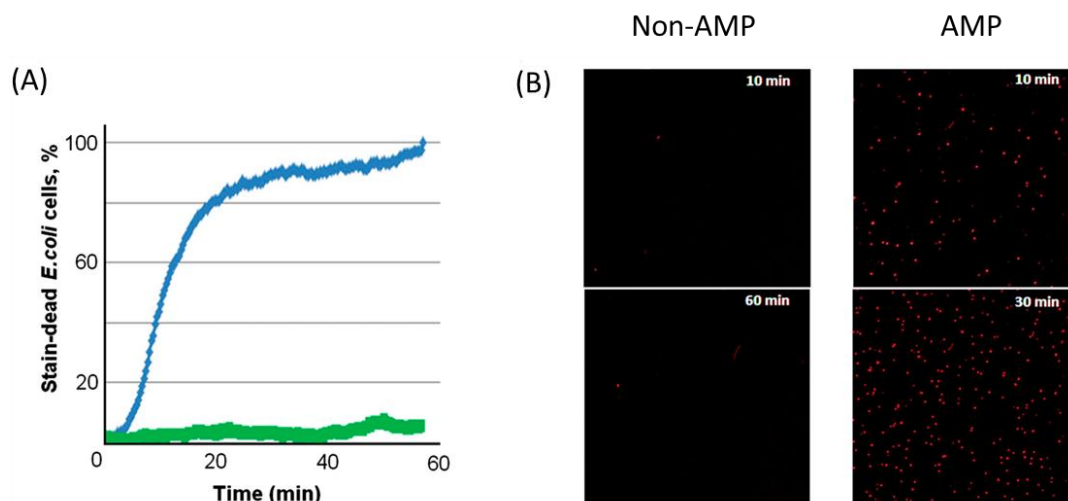 Non-AMP AMP
(A)
(B)
10 min 10 min
60 min 30 min
Stain-dead E.coli cells, %
100
60
20
0 20 40 60
Time (min)